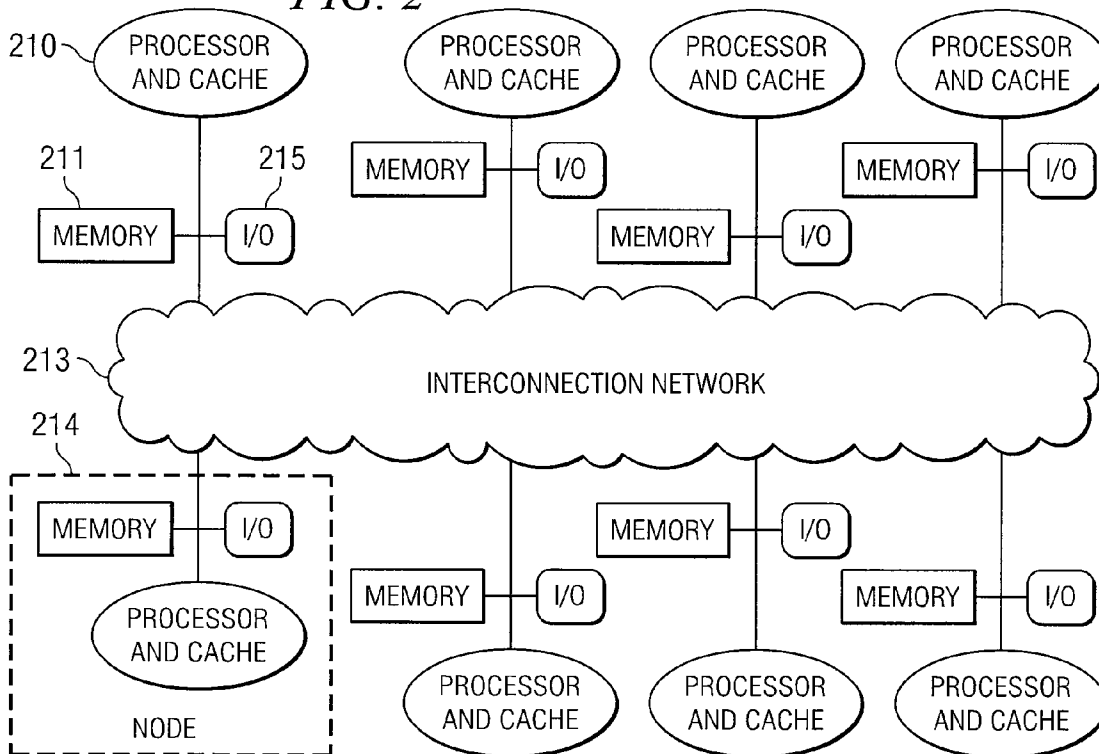 FIG. 2
210
PROCESSOR
AND CACHE
PROCESSOR
AND CACHE
PROCESSOR
AND CACHE
PROCESSOR
AND CACHE
211
215
MEMORY
I/O
MEMORY
I/O
MEMORY
I/O
MEMORY
I/O
213
INTERCONNECTION NETWORK
214
MEMORY
I/O
MEMORY
I/O
MEMORY
I/O
MEMORY
I/O
PROCESSOR
AND CACHE
NODE
PROCESSOR
AND CACHE
PROCESSOR
AND CACHE
PROCESSOR
AND CACHE